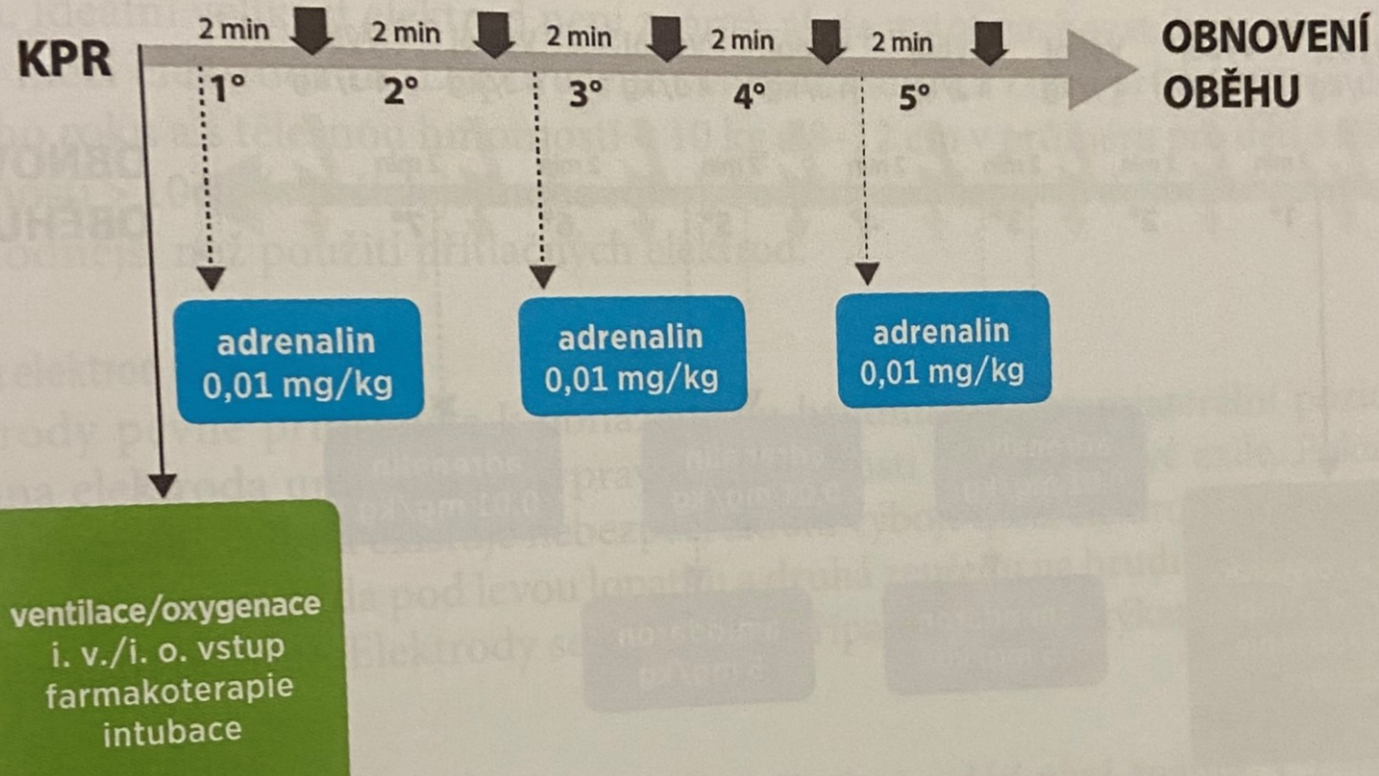 2 min 2 min 2 min 2 min 2 min
KPR
OBNOVENÍ
OBĚHU
1° 2° 3° 4° 5°
adrenalin
0,01 mg/kg
adrenalin
0,01 mg/kg
adrenalin
0,01 mg/kg
ventilace/oxygenace
i. v./i. o. vstup
farmakoterapie
intubace